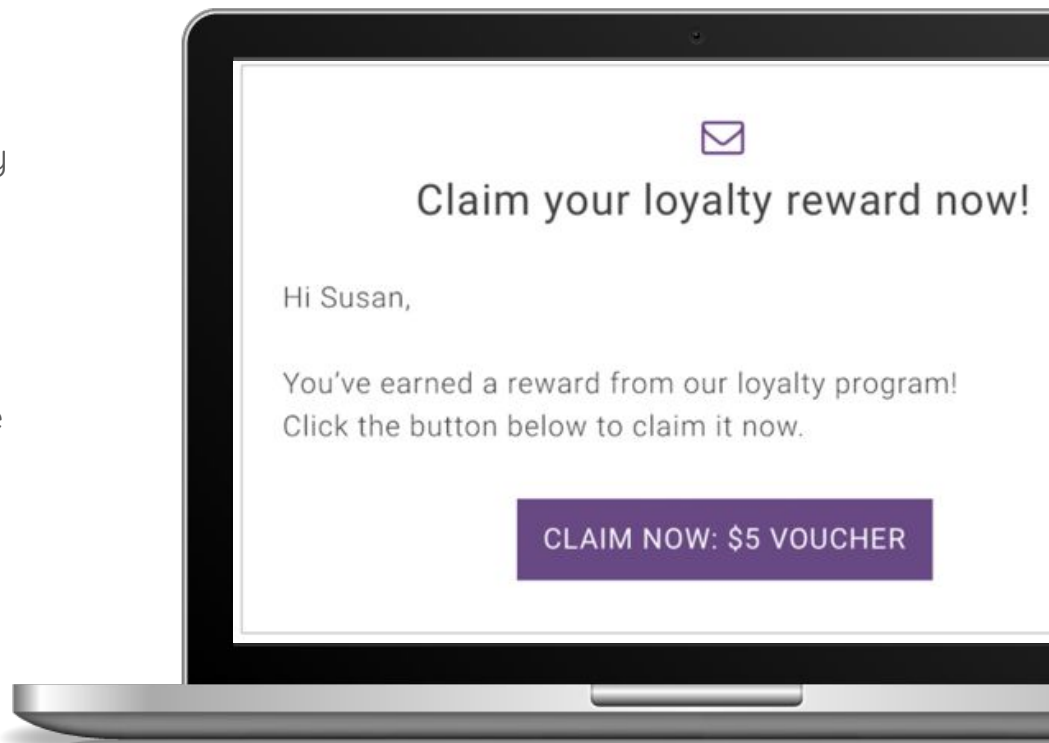 Claim your loyalty reward now!
Hi Susan,
You've earned a reward from our loyalty program!
Click the button below to claim it now.
CLAIM NOW: $5 VOUCHER